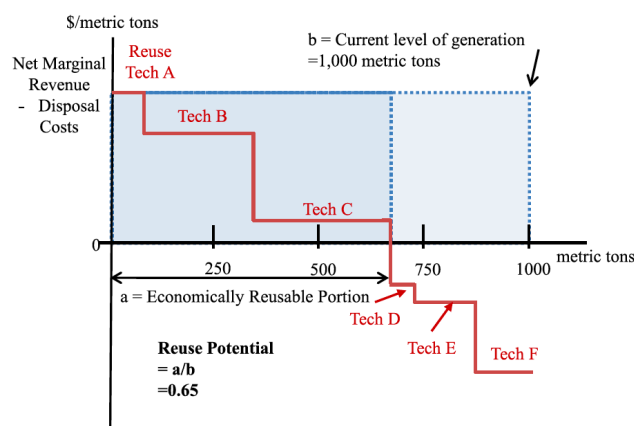 $/metric tons
b = Current level of generation
=1,000 metric tons
Net Marginal
Revenue
- Disposal
Costs
Reuse
Tech A
Tech B
Tech C
0
metric tons
250
500
750
1000
a = Economically Reusable Portion
Tech D
Tech E
Tech F
Reuse Potential
= a/b
=0.65